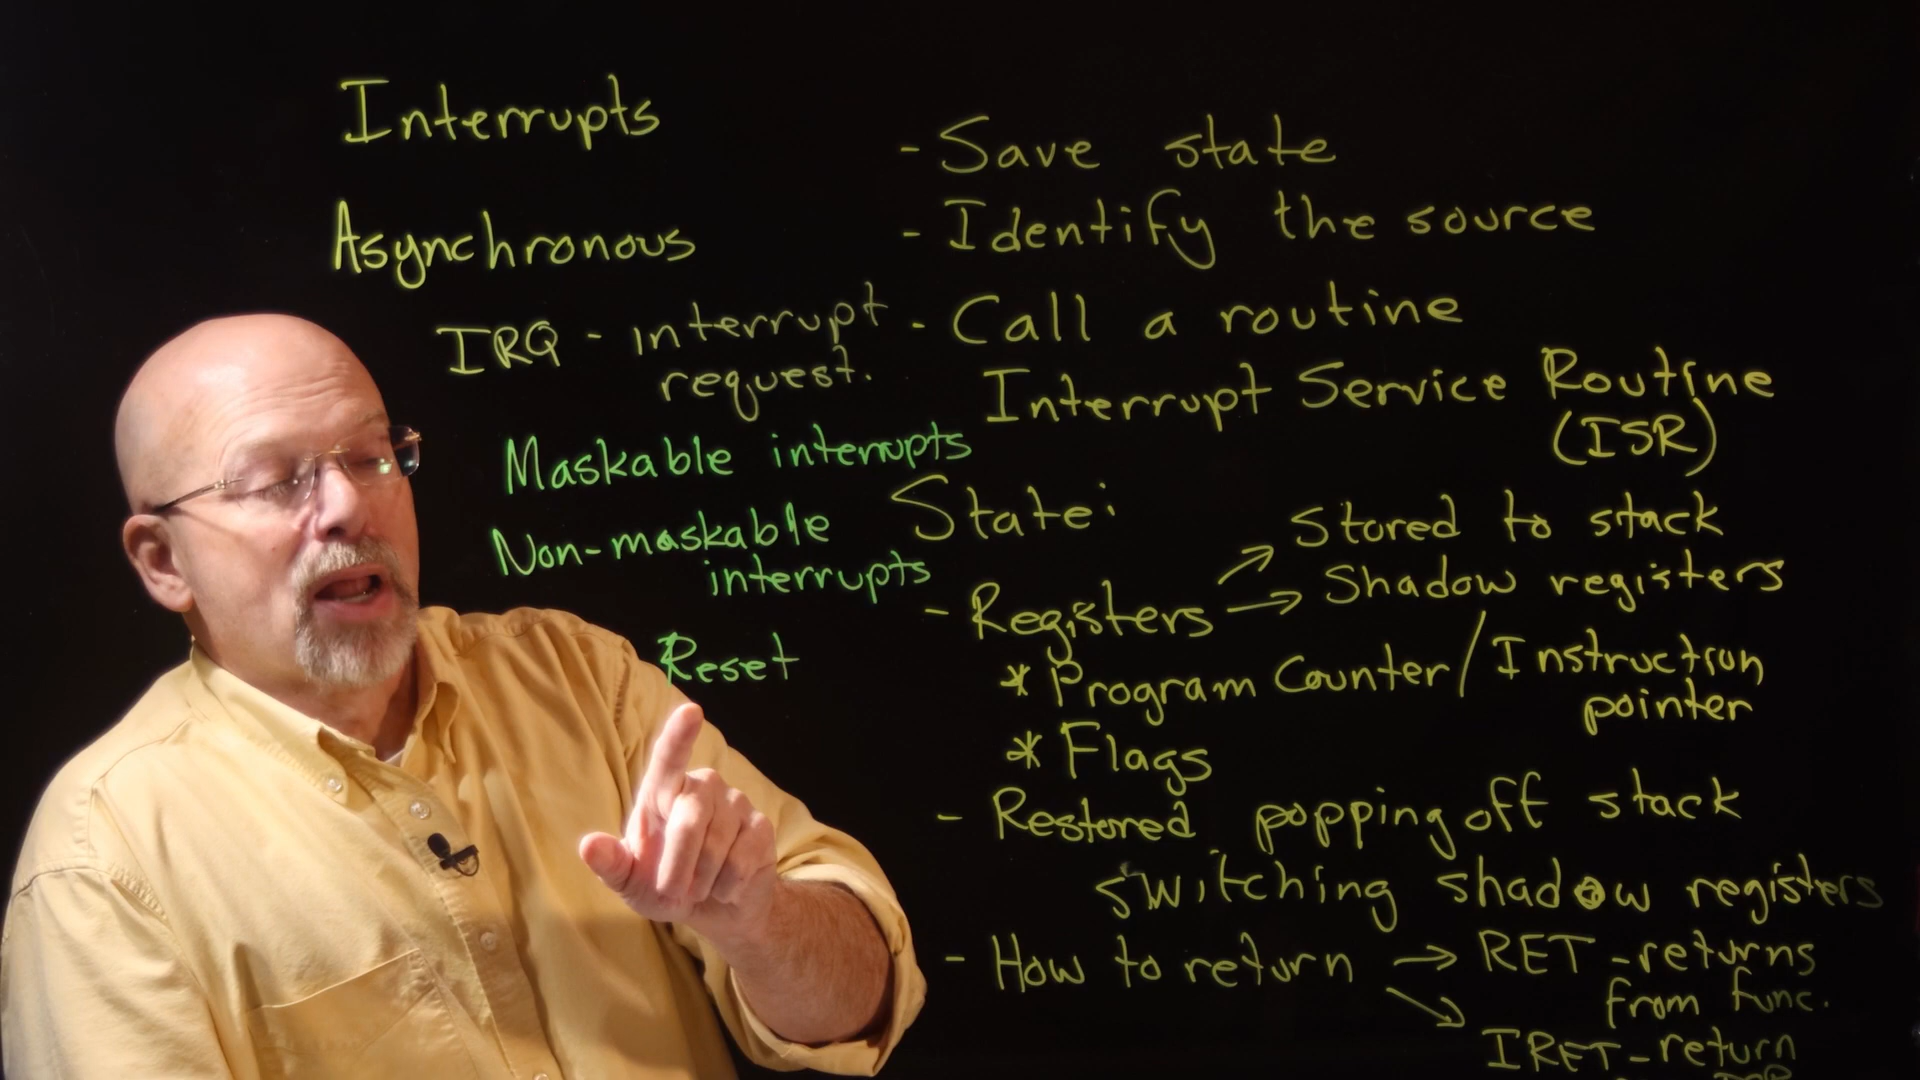 Interrupts
Asynchronous
IRQ - interrupt
request.
Maskable interrupts
Non-maskable
interrupts
Reset
- Save state
- Identify the source
- Call a routine
Interrupt Service Routine
(ISR)
State:
- Registers → Stored to stack
→ Shadow registers
* Program Counter / Instruction
pointer
* Flags
- Restored popping off stack
switching shadow registers
- How to return → RET - returns
from func.
IRET - return